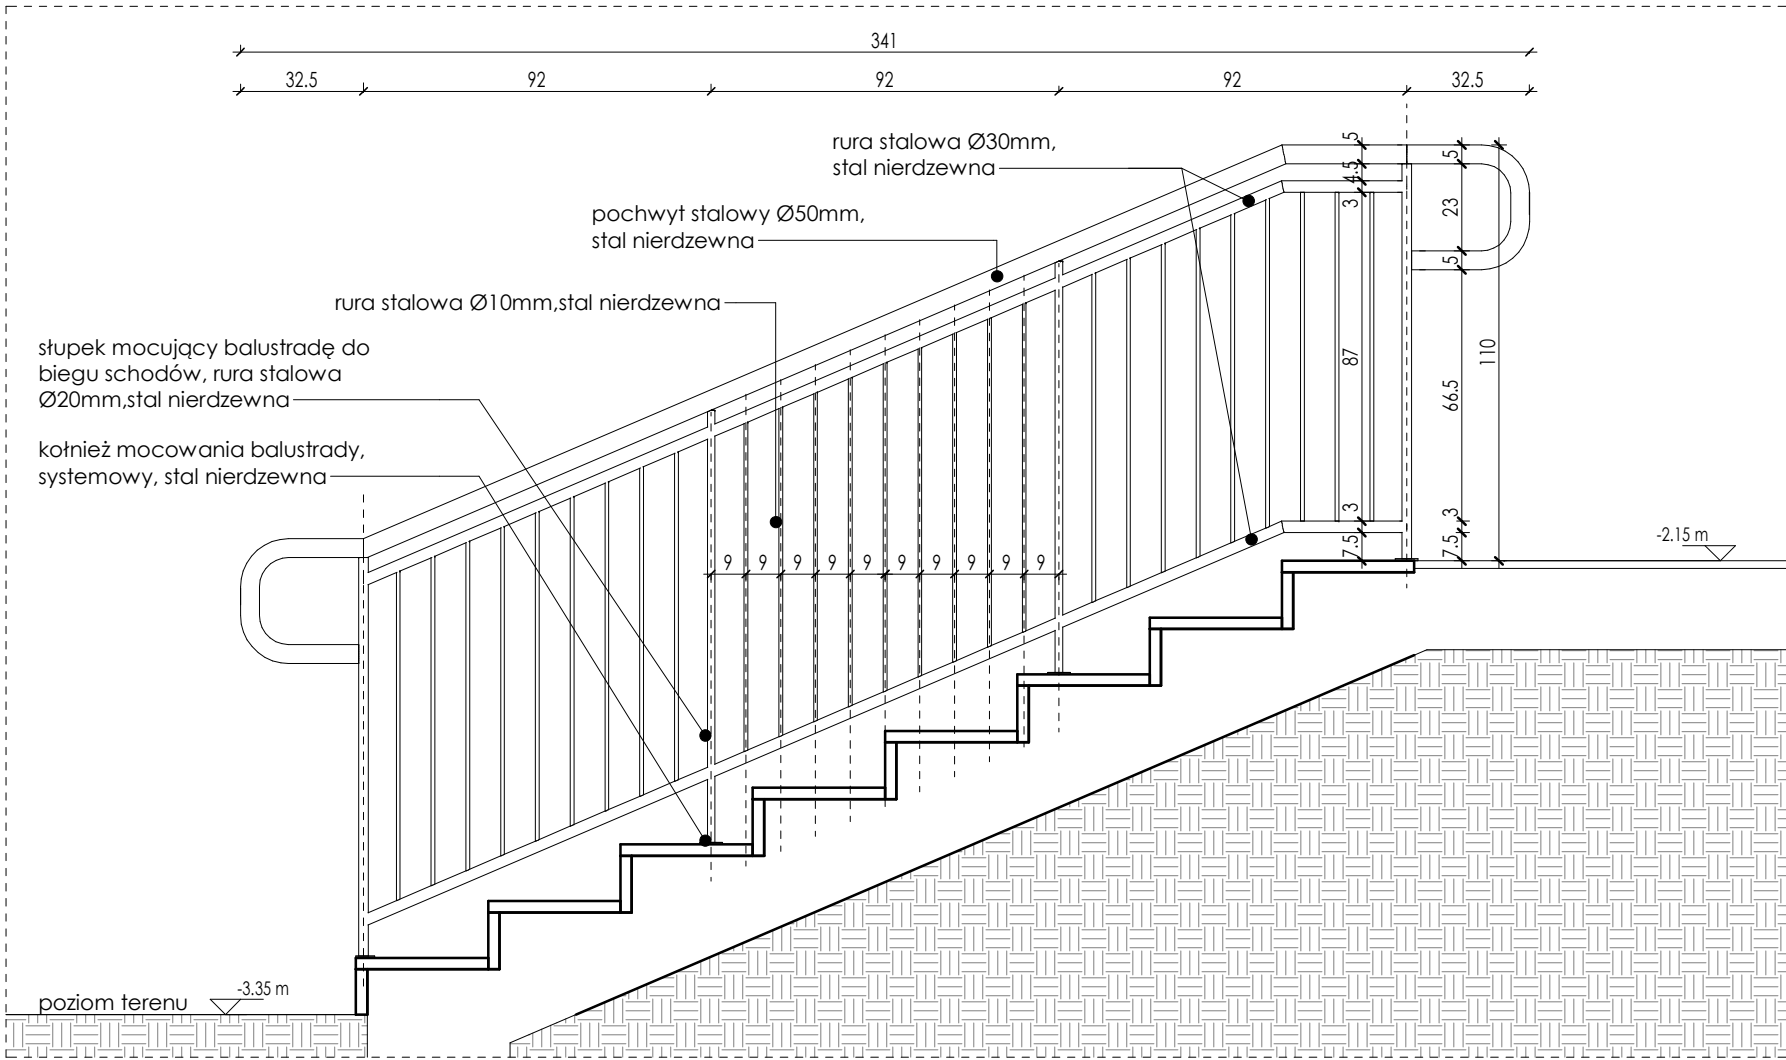 341
32.5 92 92 92 32.5
rura stalowa Ø30mm,
stal nierdzewna
pochwyt stalowy Ø50mm,
stal nierdzewna
rura stalowa Ø10mm,stal nierdzewna
słupek mocujący balustradę do
biegu schodów, rura stalowa
Ø20mm,stal nierdzewna
kołnież mocowania balustrady,
systemowy, stal nierdzewna
9 9 9 9 9 9 9 9 9 9
5
4.5
3
87
3
7.5
5
23
5
66.5
3
7.5
110
-2.15 m
poziom terenu
-3.35 m